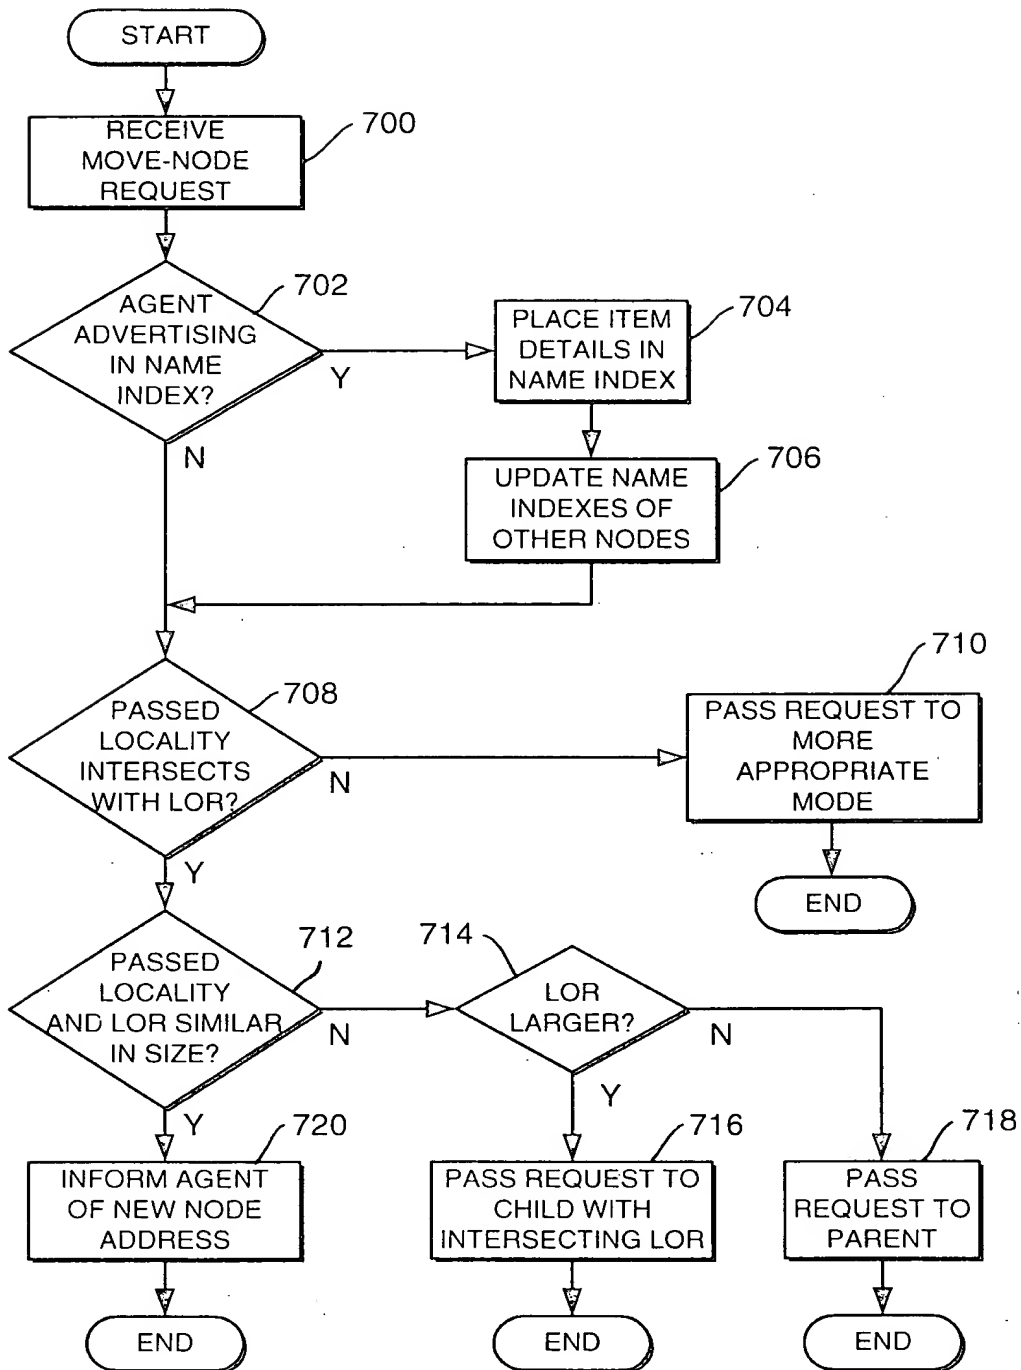 START
RECEIVE
MOVE-NODE
REQUEST
700
AGENT
ADVERTISING
IN NAME
INDEX?
702
Y
N
PLACE ITEM
DETAILS IN
NAME INDEX
704
UPDATE NAME
INDEXES OF
OTHER NODES
706
PASSED
LOCALITY
INTERSECTS
WITH LOR?
708
N
Y
PASS REQUEST TO
MORE
APPROPRIATE
MODE
710
END
PASSED
LOCALITY
AND LOR SIMILAR
IN SIZE?
712
N
Y
LOR
LARGER?
714
N
Y
INFORM AGENT
OF NEW NODE
ADDRESS
720
PASS REQUEST TO
CHILD WITH
INTERSECTING LOR
716
PASS
REQUEST TO
PARENT
718
END
END
END